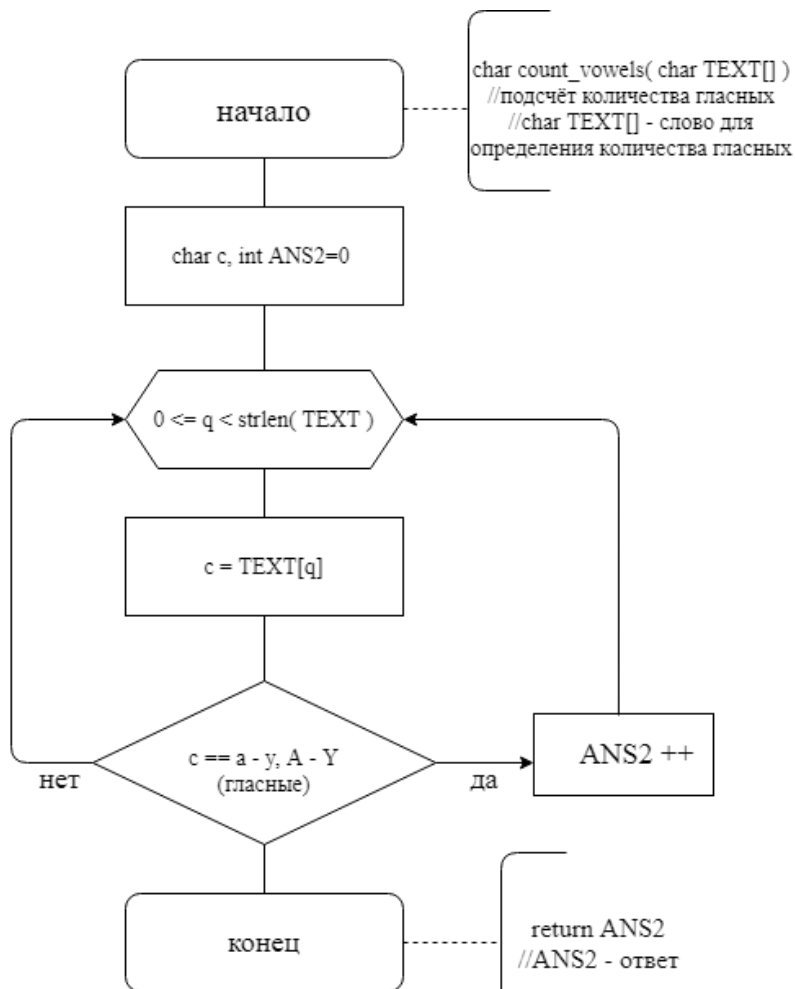 начало
char count_vowels( char TEXT[] )
//подсчёт количества гласных
//char TEXT[] - слово для
определения количества гласных
char c, int ANS2=0
0 <= q < strlen( TEXT )
c = TEXT[q]
c == a - y, A - Y
(гласные)
нет
да
ANS2 ++
конец
return ANS2
//ANS2 - ответ